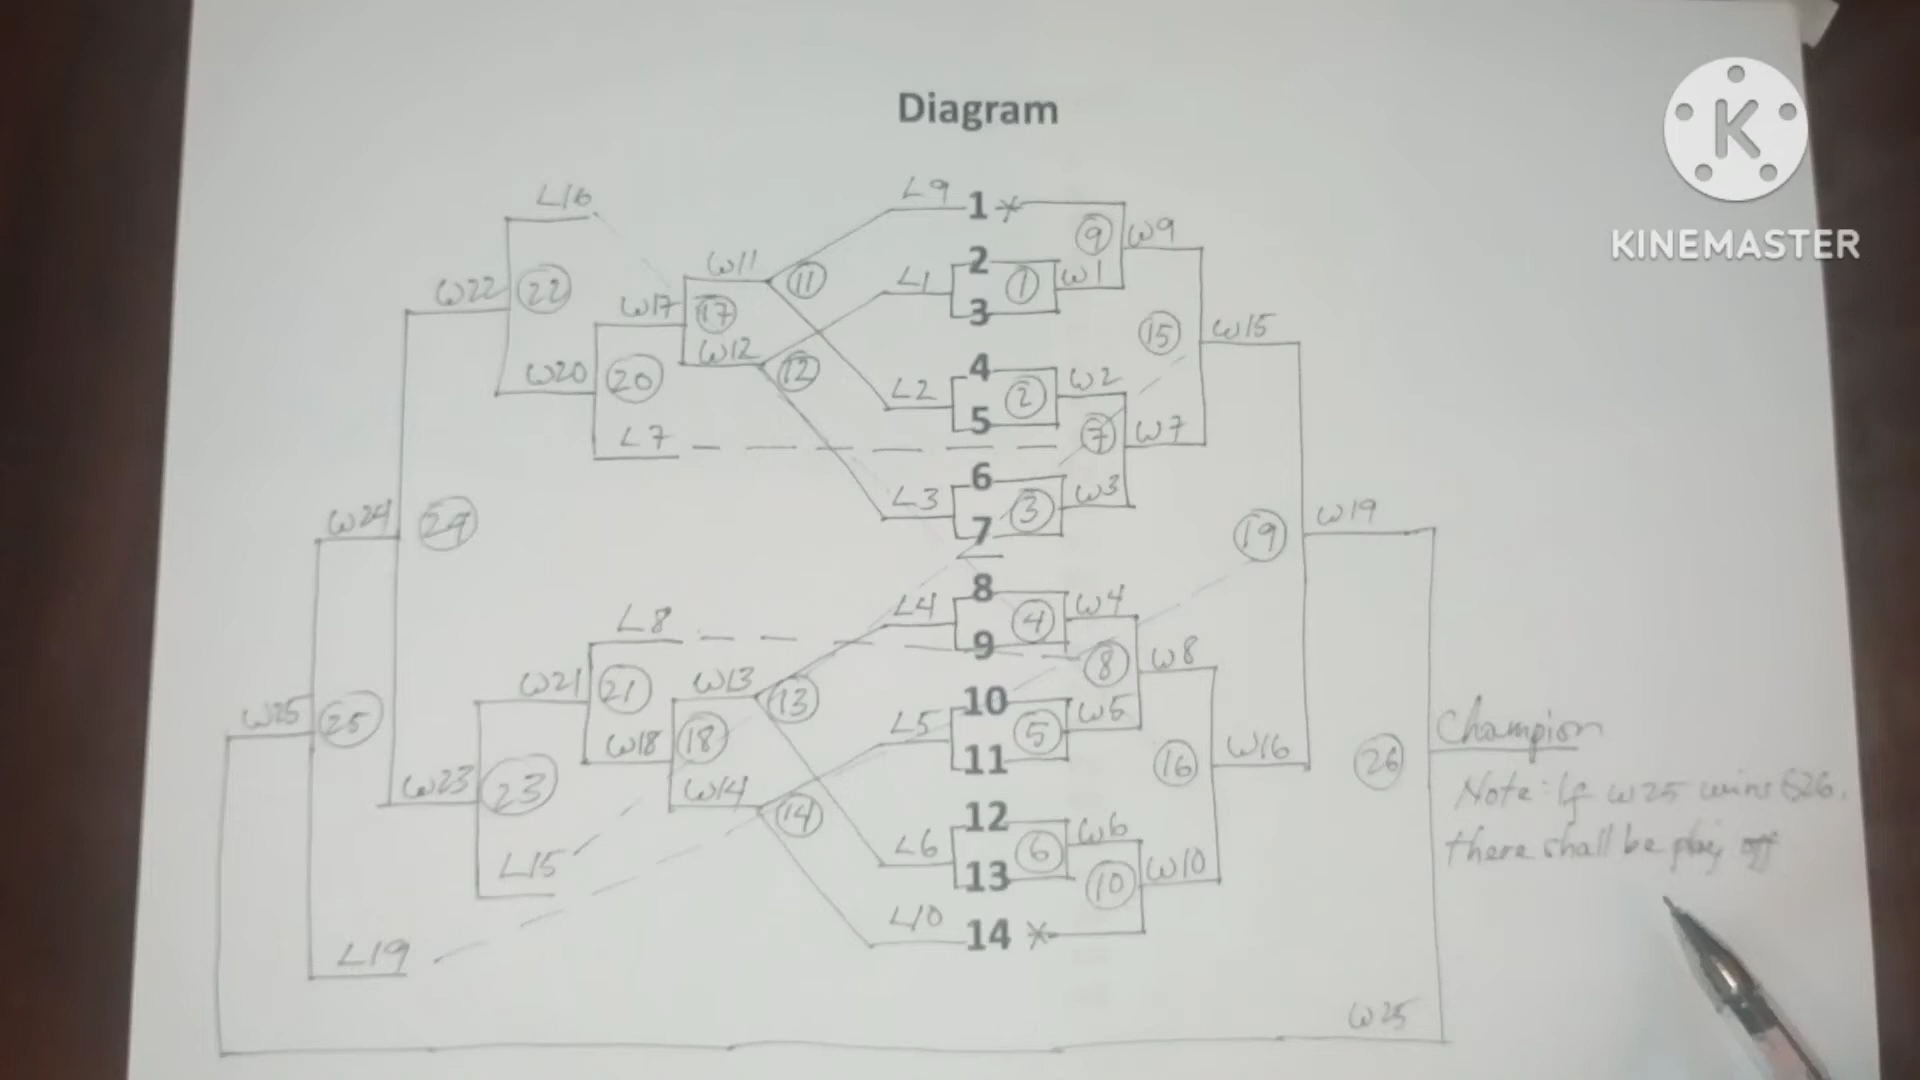 Diagram
K
KINEMASTER
L16
L9 1 *
9 W9
W11 11
2
L1 1 W1
3
W22 22
W17 17
15 W15
W12 12
4
W20 20
L2 2 W2
5
L7
7 W7
6
L3 3 W3
7
W24 24
19 W19
8
L4 4 W4
9
L8
8 W8
W21 21
W13 13
10
L5 5 W5
11
W25 25
W18 18
16 W16
26 Champion
W23 23
W14 14
12
L6 6 W6
13
Note: If W25 wins G26,
there shall be play off
L15
10 W10
L10 14 *
L19
W25